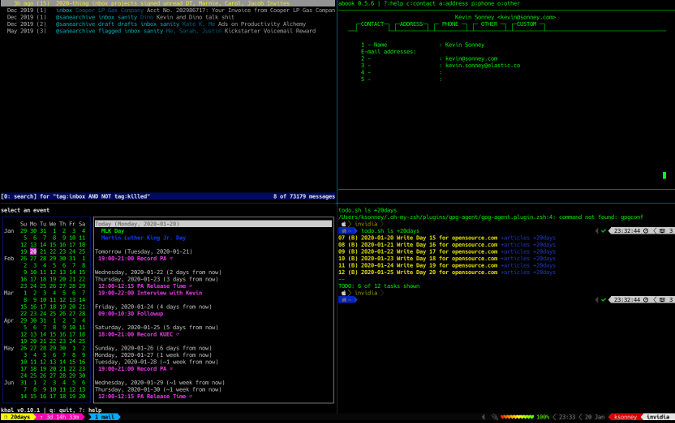 3m ago (15) 2020-thing inbox projects signed unread DT, Marnie, Carol, Jacob Invites
Dec 2019 (1) inbox Cooper LP Gas Company Acct No. 202986717: Your Invoice from Cooper LP Gas Compan
Dec 2019 (1) @sanearchive inbox sanity Dino Kevin and Dino talk shit
Dec 2019 (2) @sanearchive draft drafts inbox sanity Kate K, Me Ads on Productivity Alchemy
May 2019 (3) @sanearchive flagged inbox sanity Me, Sarah, Justin Kickstarter Voicemail Reward
[0: search] for "tag:inbox AND NOT tag:killed" 8 of 73179 messages
abook 0.5.6 | ?:help c:contact a:address p:phone o:other
Kevin Sonney <kevin@sonney.com>
CONTACT ADDRESS PHONE OTHER CUSTOM
1 - Name : Kevin Sonney
E-mail addresses:
2 - : kevin@sonney.com
3 - : kevin.sonney@elastic.co
4 - :
5 - :
select an event
Su Mo Tu We Th Fr Sa
Jan 29 30 31 1 2 3 4
5 6 7 8 9 10 11
12 13 14 15 16 17 18
19 20 21 22 23 24 25
Feb 26 27 28 29 30 31 1
2 3 4 5 6 7 8
9 10 11 12 13 14 15
16 17 18 19 20 21 22
23 24 25 26 27 28 29
Mar 1 2 3 4 5 6 7
8 9 10 11 12 13 14
15 16 17 18 19 20 21
22 23 24 25 26 27 28
Apr 29 30 31 1 2 3 4
5 6 7 8 9 10 11
12 13 14 15 16 17 18
19 20 21 22 23 24 25
May 26 27 28 29 30 1 2
3 4 5 6 7 8 9
10 11 12 13 14 15 16
17 18 19 20 21 22 23
24 25 26 27 28 29 30
Jun 31 1 2 3 4 5 6
7 8 9 10 11 12 13
14 15 16 17 18 19 20
Today (Monday, 2020-01-20)
MLK Day
Martin Luther King Jr. Day
Tomorrow (Tuesday, 2020-01-21)
19:00-21:00 Record PA
Wednesday, 2020-01-22 (2 days from now)
Thursday, 2020-01-23 (3 days from now)
12:00-12:15 PA Release Time
19:00-22:00 Interview with Kevin
Friday, 2020-01-24 (4 days from now)
09:00-19:30 Followup
Saturday, 2020-01-25 (5 days from now)
18:00-21:00 Record KUEC
Sunday, 2020-01-26 (6 days from now)
Monday, 2020-01-27 (1 week from now)
Tuesday, 2020-01-28 (~1 week from now)
19:00-21:00 Record PA
Wednesday, 2020-01-29 (~1 week from now)
Thursday, 2020-01-30 (~1 week from now)
12:00-12:15 PA Release Time
khal v0.10.1 | q: quit, ?: help
todo.sh ls +20days
/Users/ksonney/.oh-my-zsh/plugins/gpg-agent/gpg-agent.plugin.zsh:4: command not found: gpgconf
invidia 23:32:44 3
todo.sh ls +20days
07 (B) 2020-01-20 Write Day 15 for opensource.com +articles +20days
08 (B) 2020-01-21 Write Day 16 for opensource.com +articles +20days
09 (B) 2020-01-22 Write Day 17 for opensource.com +articles +20days
10 (B) 2020-01-23 Write Day 18 for opensource.com +articles +20days
11 (B) 2020-01-24 Write Day 19 for opensource.com +articles +20days
12 (B) 2020-01-25 Write Day 20 for opensource.com +articles +20days
--
TODO: 6 of 12 tasks shown
invidia 23:32:44 3
20days 3d 14h 13m 1 mail 100% 23:33 20 Jan ksonney invidia